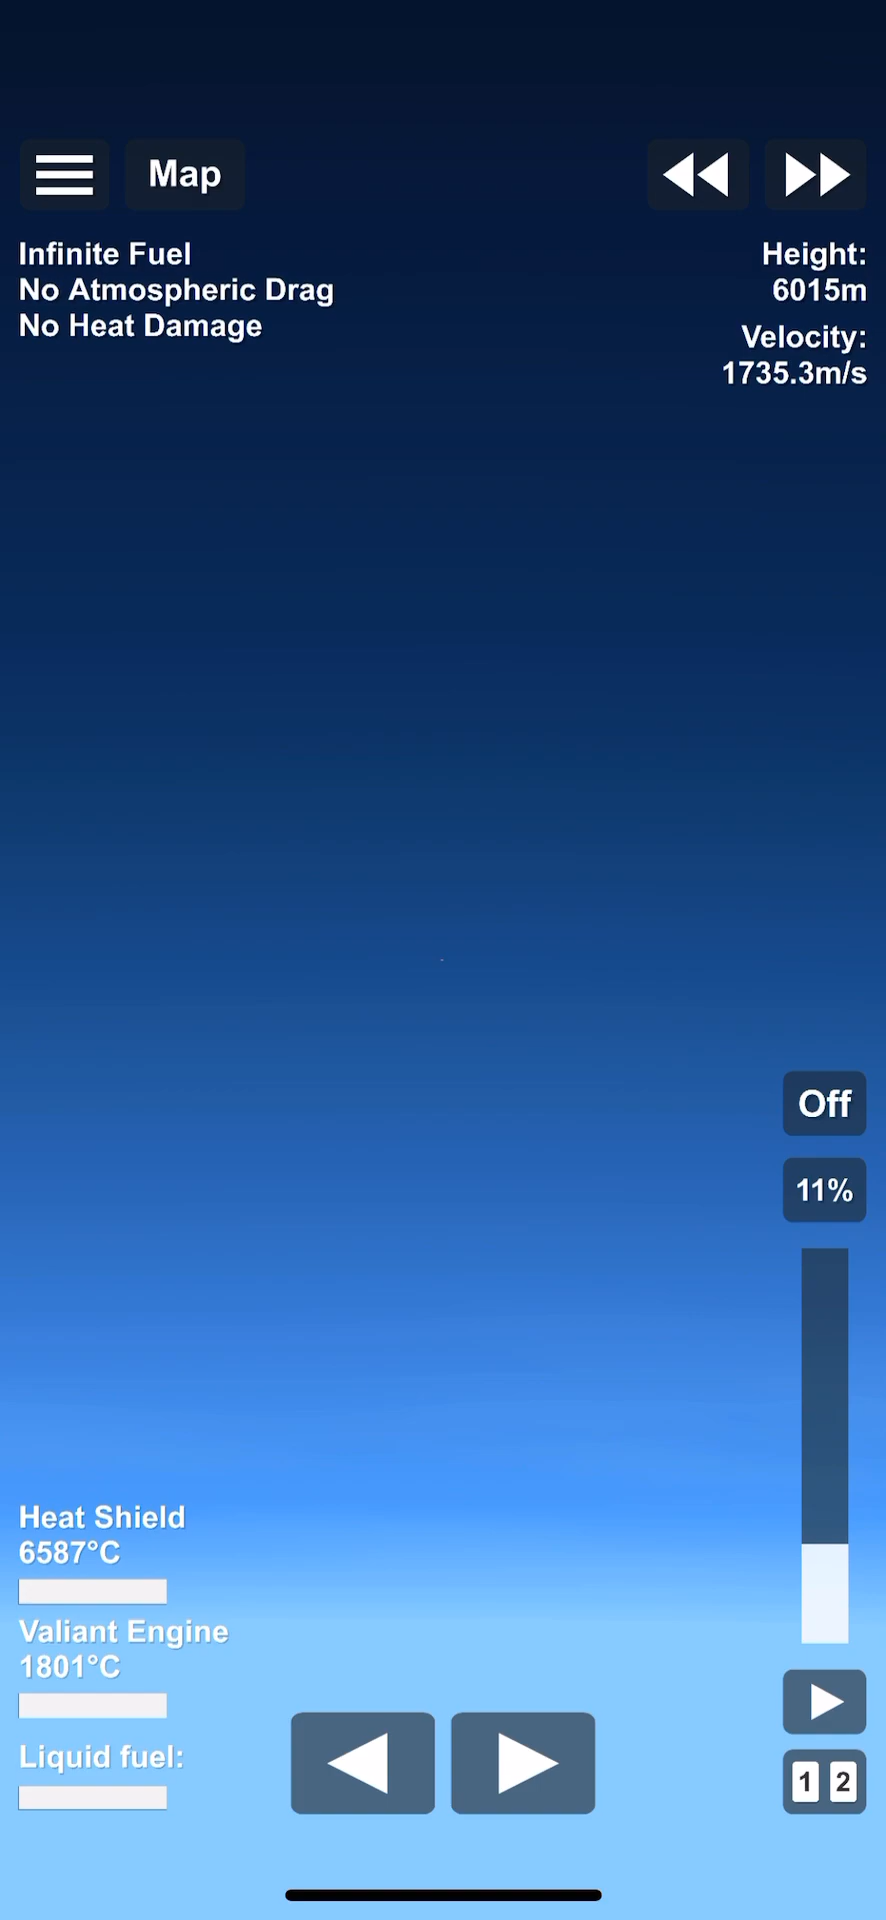 Map
Infinite Fuel
No Atmospheric Drag
No Heat Damage
Height:
6015m
Velocity:
1735.3m/s
Off
11%
Heat Shield
6587°C
Valiant Engine
1801°C
Liquid fuel:
1 2